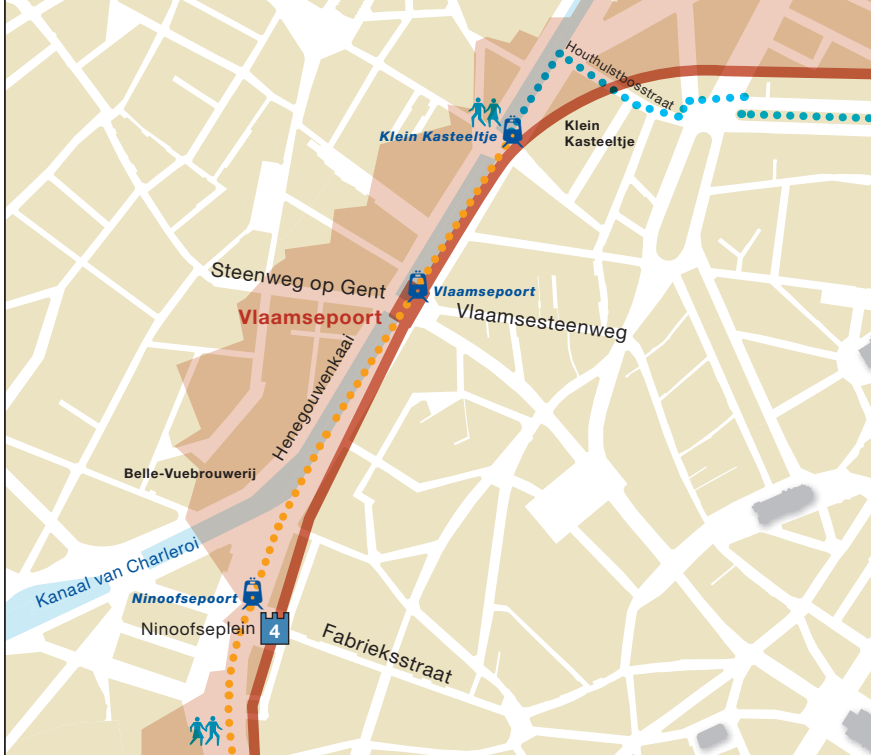 Houthulstbosstraat
Klein Kasteeltje
Klein
Kasteeltje
Steenweg op Gent
Vlaamsepoort
Vlaamsepoort
Vlaamsesteenweg
Henegouwenkaai
Belle-Vuebrouwerij
Kanaal van Charleroi
Ninoofsepoort
Ninoofseplein
4
Fabrieksstraat